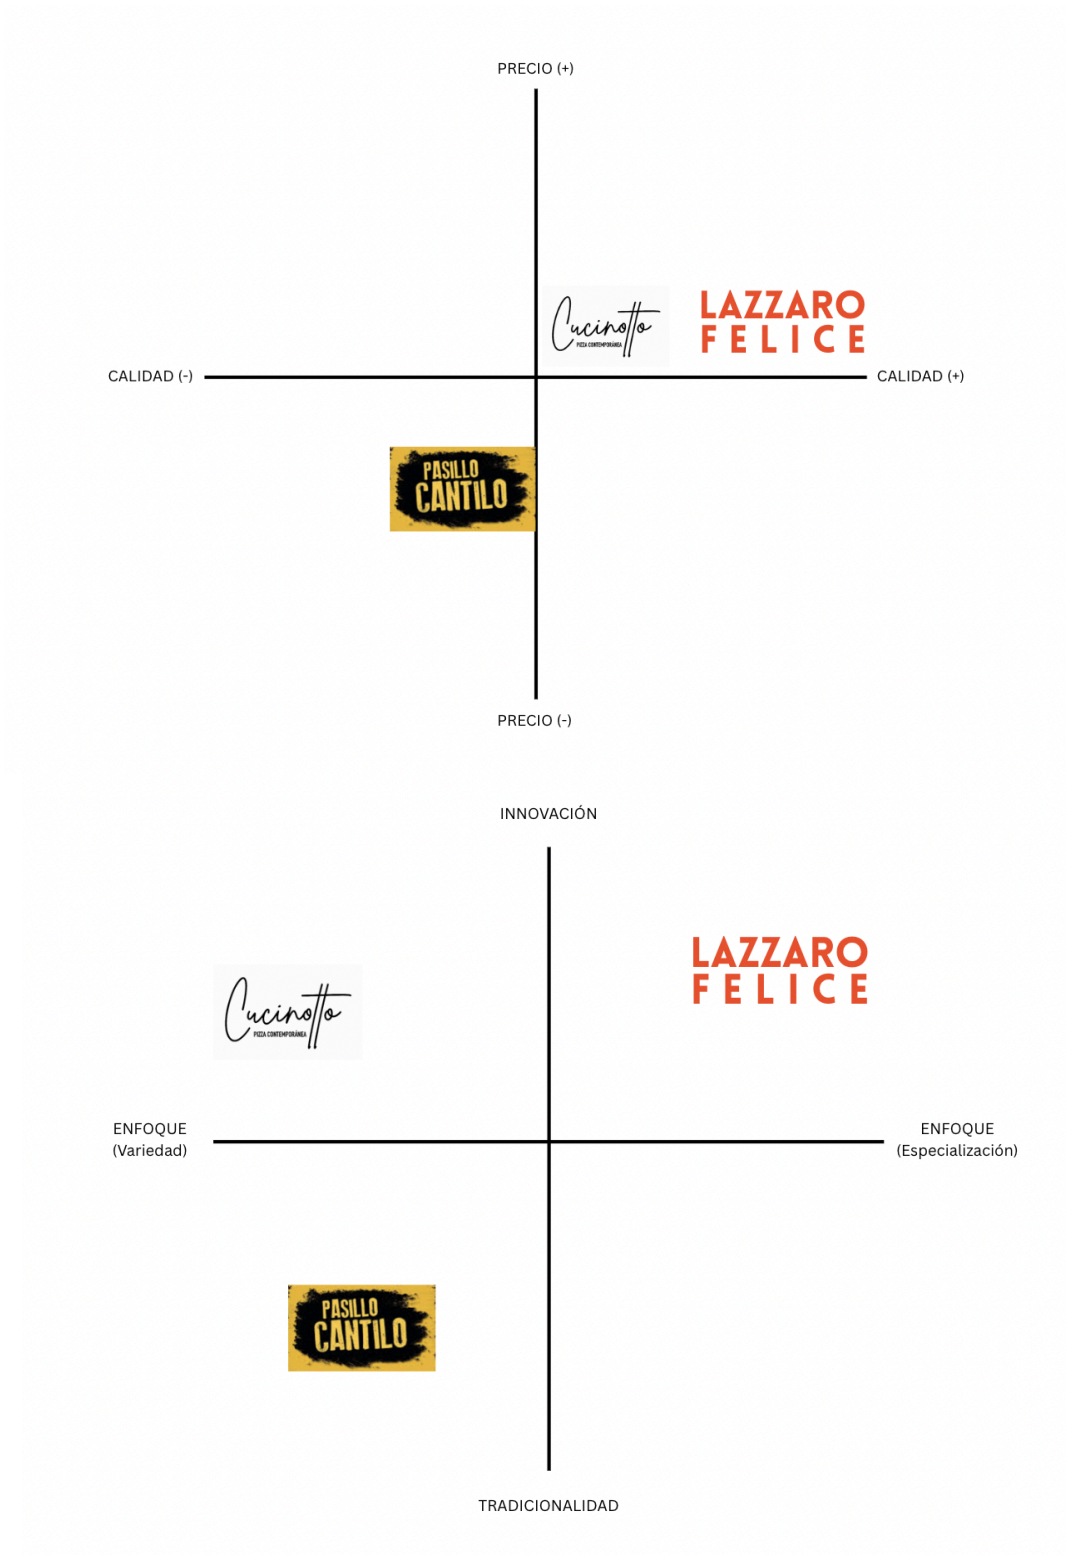 PRECIO (+)
Cucinotto
PIZZA CONTEMPORÁNEA
LAZZARO
FELICE
CALIDAD (-)
CALIDAD (+)
PASILLO
CANTILO
PRECIO (-)
INNOVACIÓN
LAZZARO
FELICE
Cucinotto
PIZZA CONTEMPORÁNEA
ENFOQUE
(Variedad)
ENFOQUE
(Especialización)
PASILLO
CANTILO
TRADICIONALIDAD